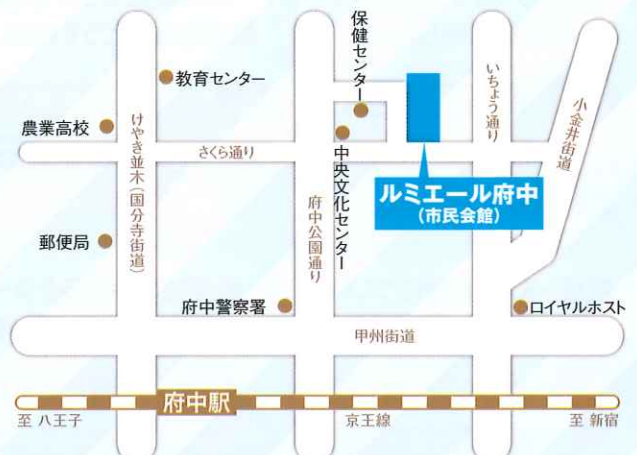 保健センター
教育センター
いちょう通り
小金井街道
農業高校
けやき並木(国分寺街道)
さくら通り
中央文化センター
ルミエール府中
(市民会館)
府中公園通り
郵便局
府中警察署
ロイヤルホスト
甲州街道
府中駅
至 八王子
京王線
至 新宿